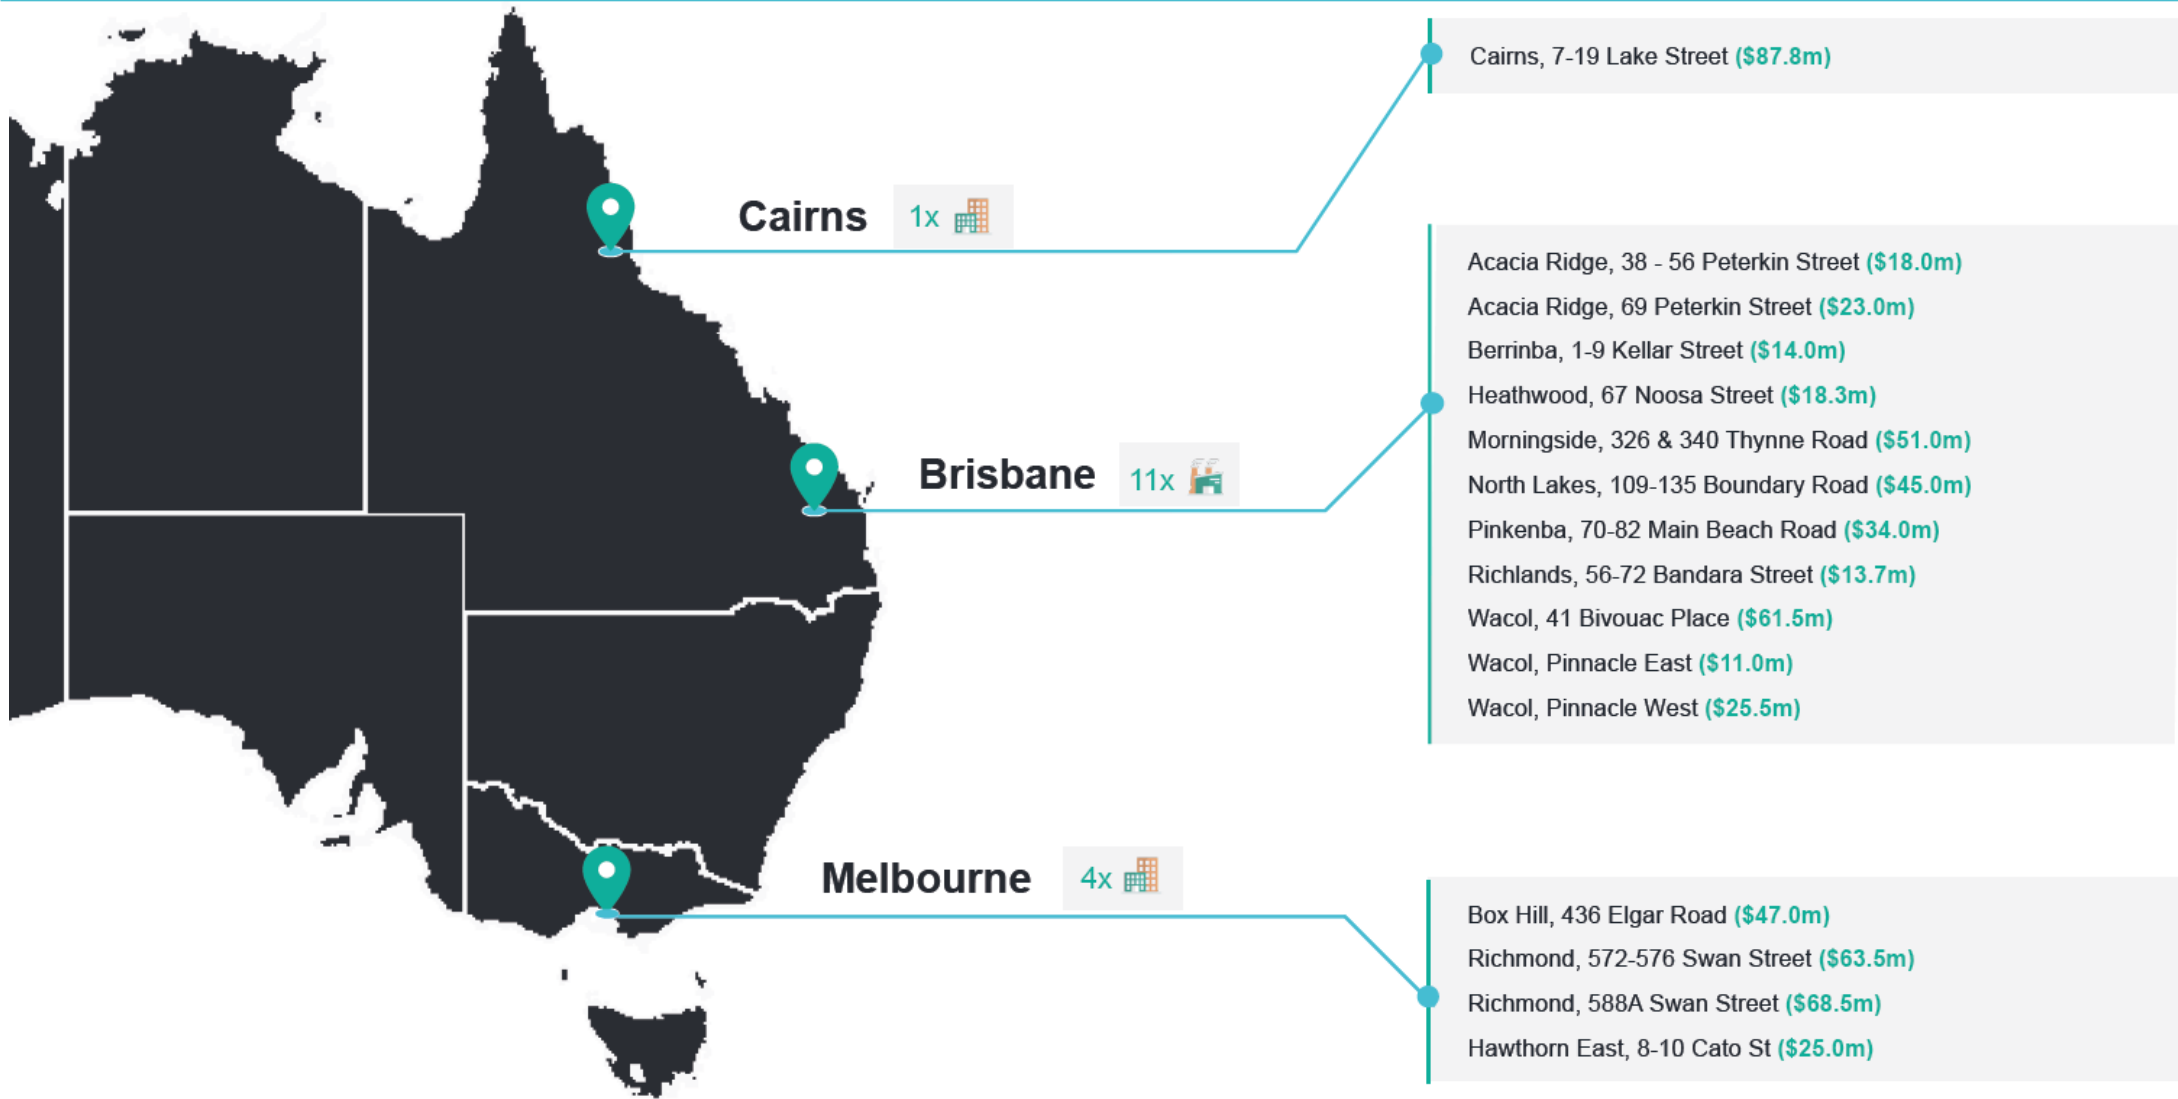 Cairns, 7-19 Lake Street ($87.8m)
Cairns 1x
Acacia Ridge, 38 - 56 Peterkin Street ($18.0m)
Acacia Ridge, 69 Peterkin Street ($23.0m)
Berrinba, 1-9 Kellar Street ($14.0m)
Heathwood, 67 Noosa Street ($18.3m)
Morningside, 326 & 340 Thynne Road ($51.0m)
North Lakes, 109-135 Boundary Road ($45.0m)
Pinkenba, 70-82 Main Beach Road ($34.0m)
Richlands, 56-72 Bandara Street ($13.7m)
Wacol, 41 Bivouac Place ($61.5m)
Wacol, Pinnacle East ($11.0m)
Wacol, Pinnacle West ($25.5m)
Brisbane 11x
Melbourne 4x
Box Hill, 436 Elgar Road ($47.0m)
Richmond, 572-576 Swan Street ($63.5m)
Richmond, 588A Swan Street ($68.5m)
Hawthorn East, 8-10 Cato St ($25.0m)